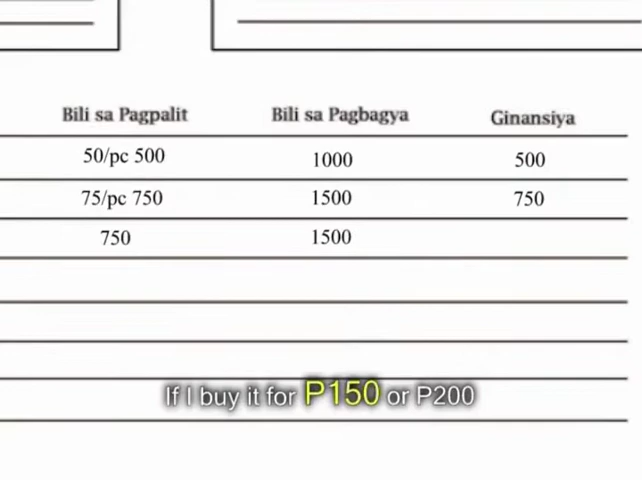 Bili sa Pagpalit Bili sa Pagbagya Ginansiya
50/pc 500 1000 500
75/pc 750 1500 750
750 1500
If I buy it for P150 or P200